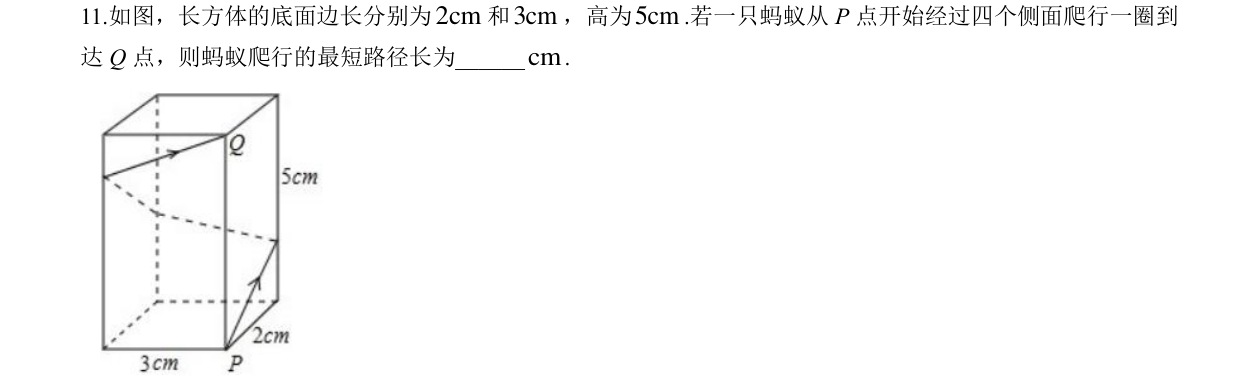 11.如图，长方体的底面边长分别为2cm 和3cm，高为5cm.若一只蚂蚁从 P 点开始经过四个侧面爬行一圈到
达 Q 点，则蚂蚁爬行的最短路径长为______cm.
Q
5cm
2cm
3cm
P